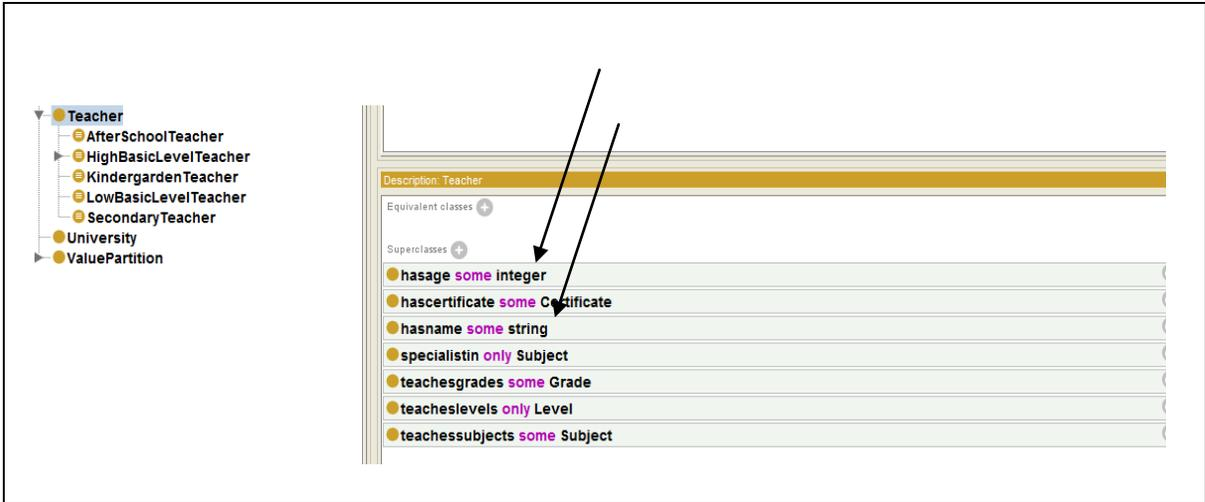 Teacher
AfterSchoolTeacher
HighBasicLevelTeacher
KindergardenTeacher
LowBasicLevelTeacher
SecondaryTeacher
University
ValuePartition
Description: Teacher
Equivalent classes
Superclasses
hasage some integer
hascertificate some Certificate
hasname some string
specialistin only Subject
teachesgrades some Grade
teacheslevels only Level
teachessubjects some Subject